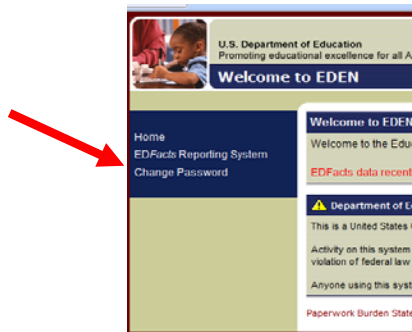 U.S. Department of Education
Promoting educational excellence for all A
Welcome to EDEN
Home
EDFacts Reporting System
Change Password
Welcome to EDEN
Welcome to the Edu
EDFacts data recent
Department of E
This is a United States
Activity on this system
violation of federal law
Anyone using this syst
Paperwork Burden State